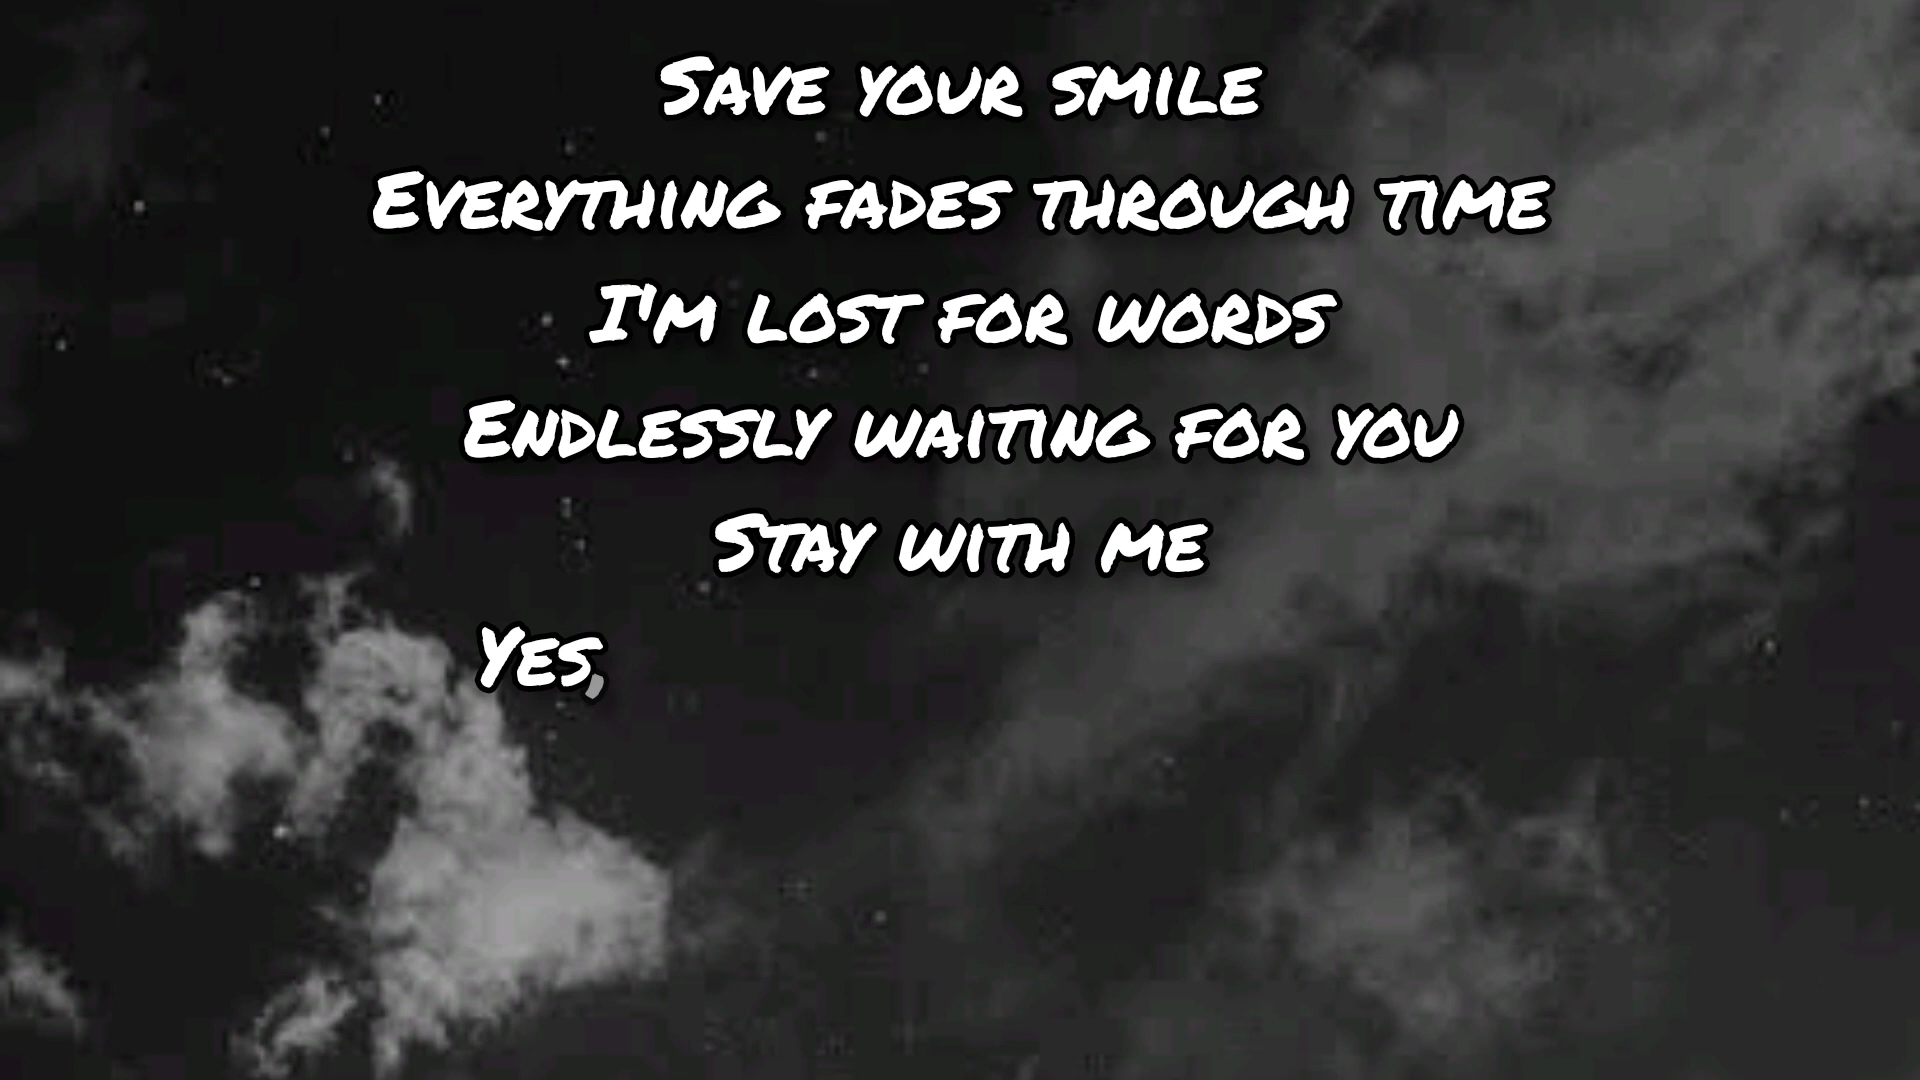 Save your smile
Everything fades through time
I'm lost for words
Endlessly waiting for you
Stay with me
Yes,